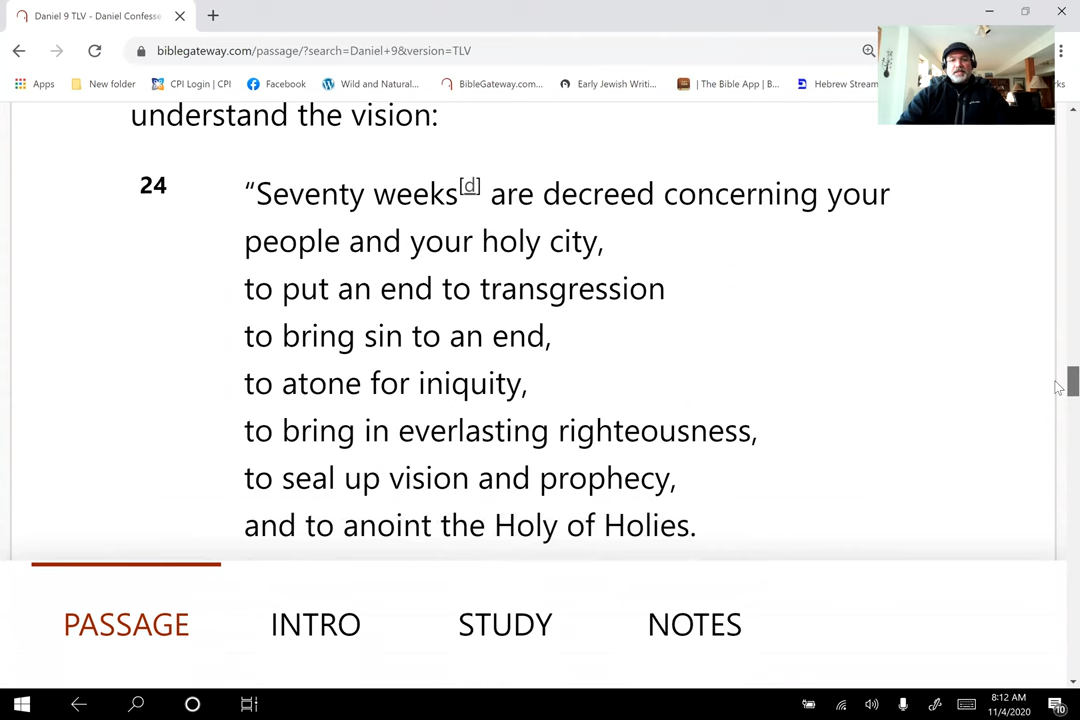 Daniel 9 TLV - Daniel Confesse
biblegateway.com/passage/?search=Daniel+9&version=TLV
Apps New folder CPI Login | CPI Facebook Wild and Natural... BibleGateway.com... Early Jewish Writi... | The Bible App | B... Hebrew Stream rks
understand the vision:
24 “Seventy weeks[d] are decreed concerning your
people and your holy city,
to put an end to transgression
to bring sin to an end,
to atone for iniquity,
to bring in everlasting righteousness,
to seal up vision and prophecy,
and to anoint the Holy of Holies.
PASSAGE INTRO STUDY NOTES
8:12 AM
11/4/2020
10